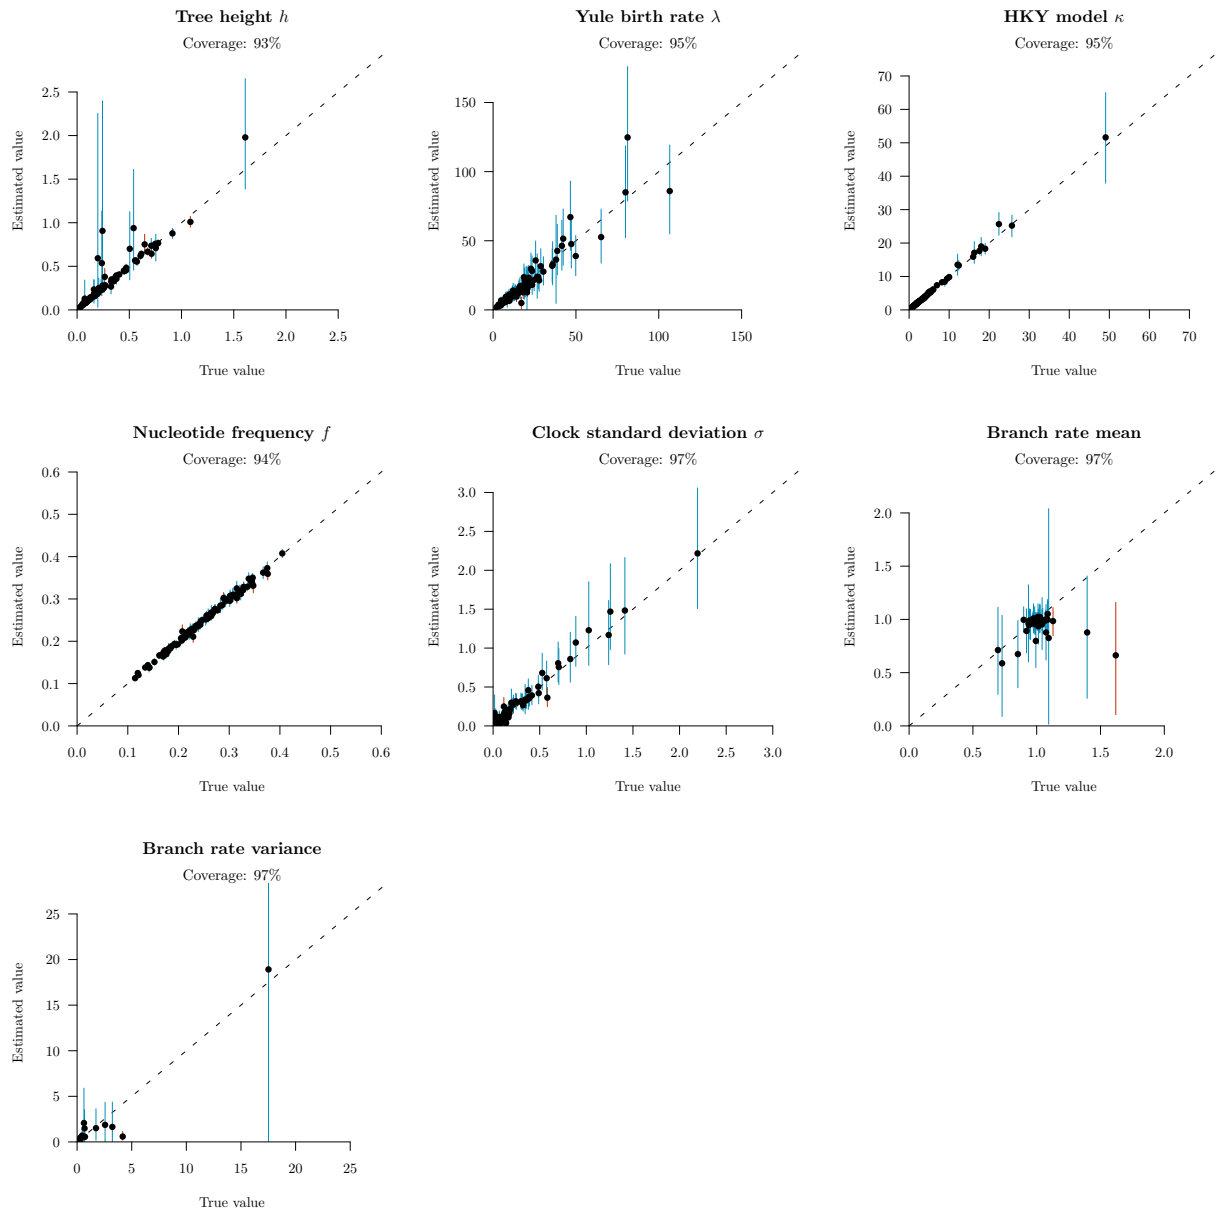 Tree height h
Coverage: 93%
Estimated value
2.5
2.0
1.5
1.0
0.5
0.0
0.0 0.5 1.0 1.5 2.0 2.5
True value
Yule birth rate λ
Coverage: 95%
Estimated value
150
100
50
0
0 50 100 150
True value
HKY model κ
Coverage: 95%
Estimated value
70
60
50
40
30
20
10
0
0 10 20 30 40 50 60 70
True value
Nucleotide frequency f
Coverage: 94%
Estimated value
0.6
0.5
0.4
0.3
0.2
0.1
0.0
0.0 0.1 0.2 0.3 0.4 0.5 0.6
True value
Clock standard deviation σ
Coverage: 97%
Estimated value
3.0
2.5
2.0
1.5
1.0
0.5
0.0
0.0 0.5 1.0 1.5 2.0 2.5 3.0
True value
Branch rate mean
Coverage: 97%
Estimated value
2.0
1.5
1.0
0.5
0.0
0.0 0.5 1.0 1.5 2.0
True value
Branch rate variance
Coverage: 97%
Estimated value
25
20
15
10
5
0
0 5 10 15 20 25
True value